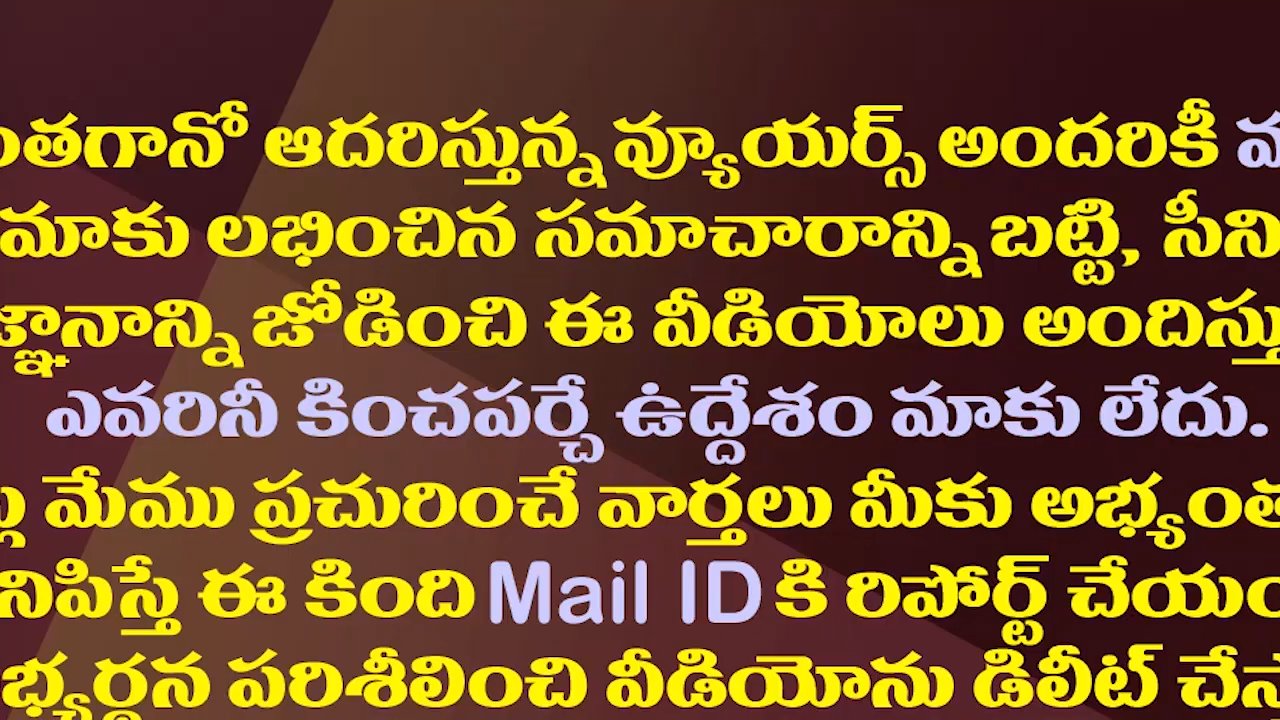 ంతగానో ఆదరిస్తున్న వ్యూయర్స్ అందరికీ
మాకు లభించిన సమాచారాన్ని బట్టి, సినీ
జ్ఞానాన్ని జోడించి ఈ వీడియోలు అందిస్తు
ఎవరినీ కించపర్చే ఉద్దేశం మాకు లేదు.
మేము ప్రచురించే వార్తలు మీకు అభ్యంత
నిపిస్తే ఈ కింది Mail ID కి రిపోర్ట్ చేయం
భ్యర్థన పరిశీలించి వీడియోను డిలీట్ చేస